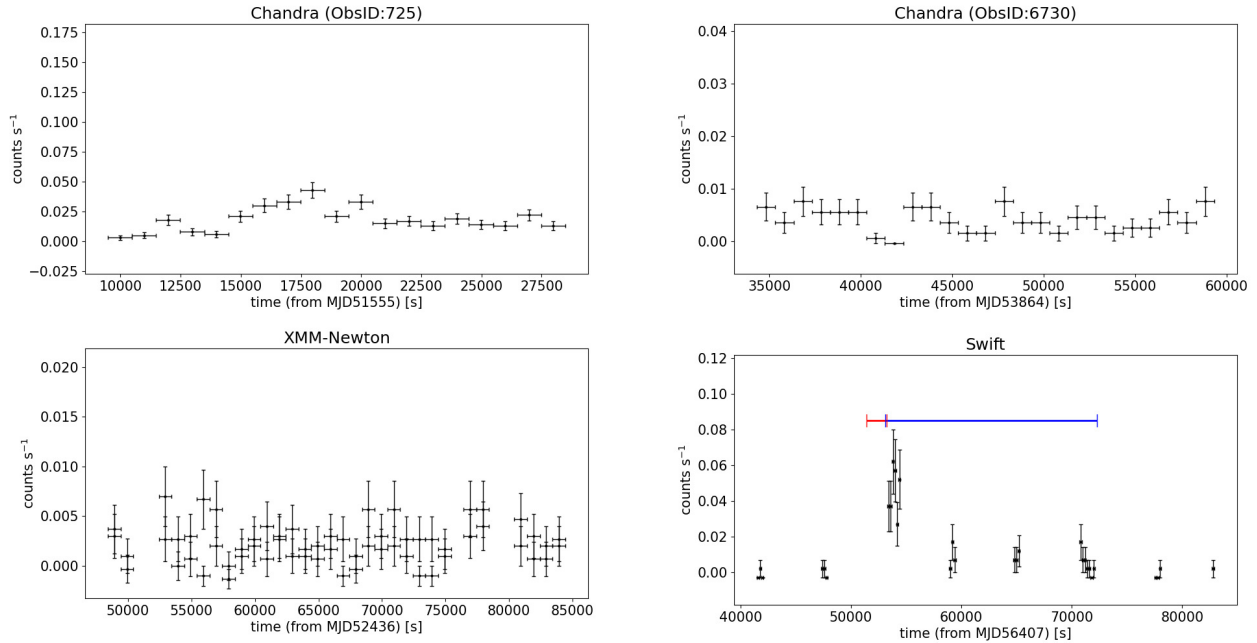 Chandra (ObsID:725)
0.175
0.150
0.125
0.100
0.075
0.050
0.025
0.000
−0.025
counts s⁻¹
10000 12500 15000 17500 20000 22500 25000 27500
time (from MJD51555) [s]
Chandra (ObsID:6730)
0.04
0.03
0.02
0.01
0.00
counts s⁻¹
35000 40000 45000 50000 55000 60000
time (from MJD53864) [s]
XMM-Newton
0.020
0.015
0.010
0.005
0.000
counts s⁻¹
50000 55000 60000 65000 70000 75000 80000 85000
time (from MJD52436) [s]
Swift
0.12
0.10
0.08
0.06
0.04
0.02
0.00
counts s⁻¹
40000 50000 60000 70000 80000
time (from MJD56407) [s]